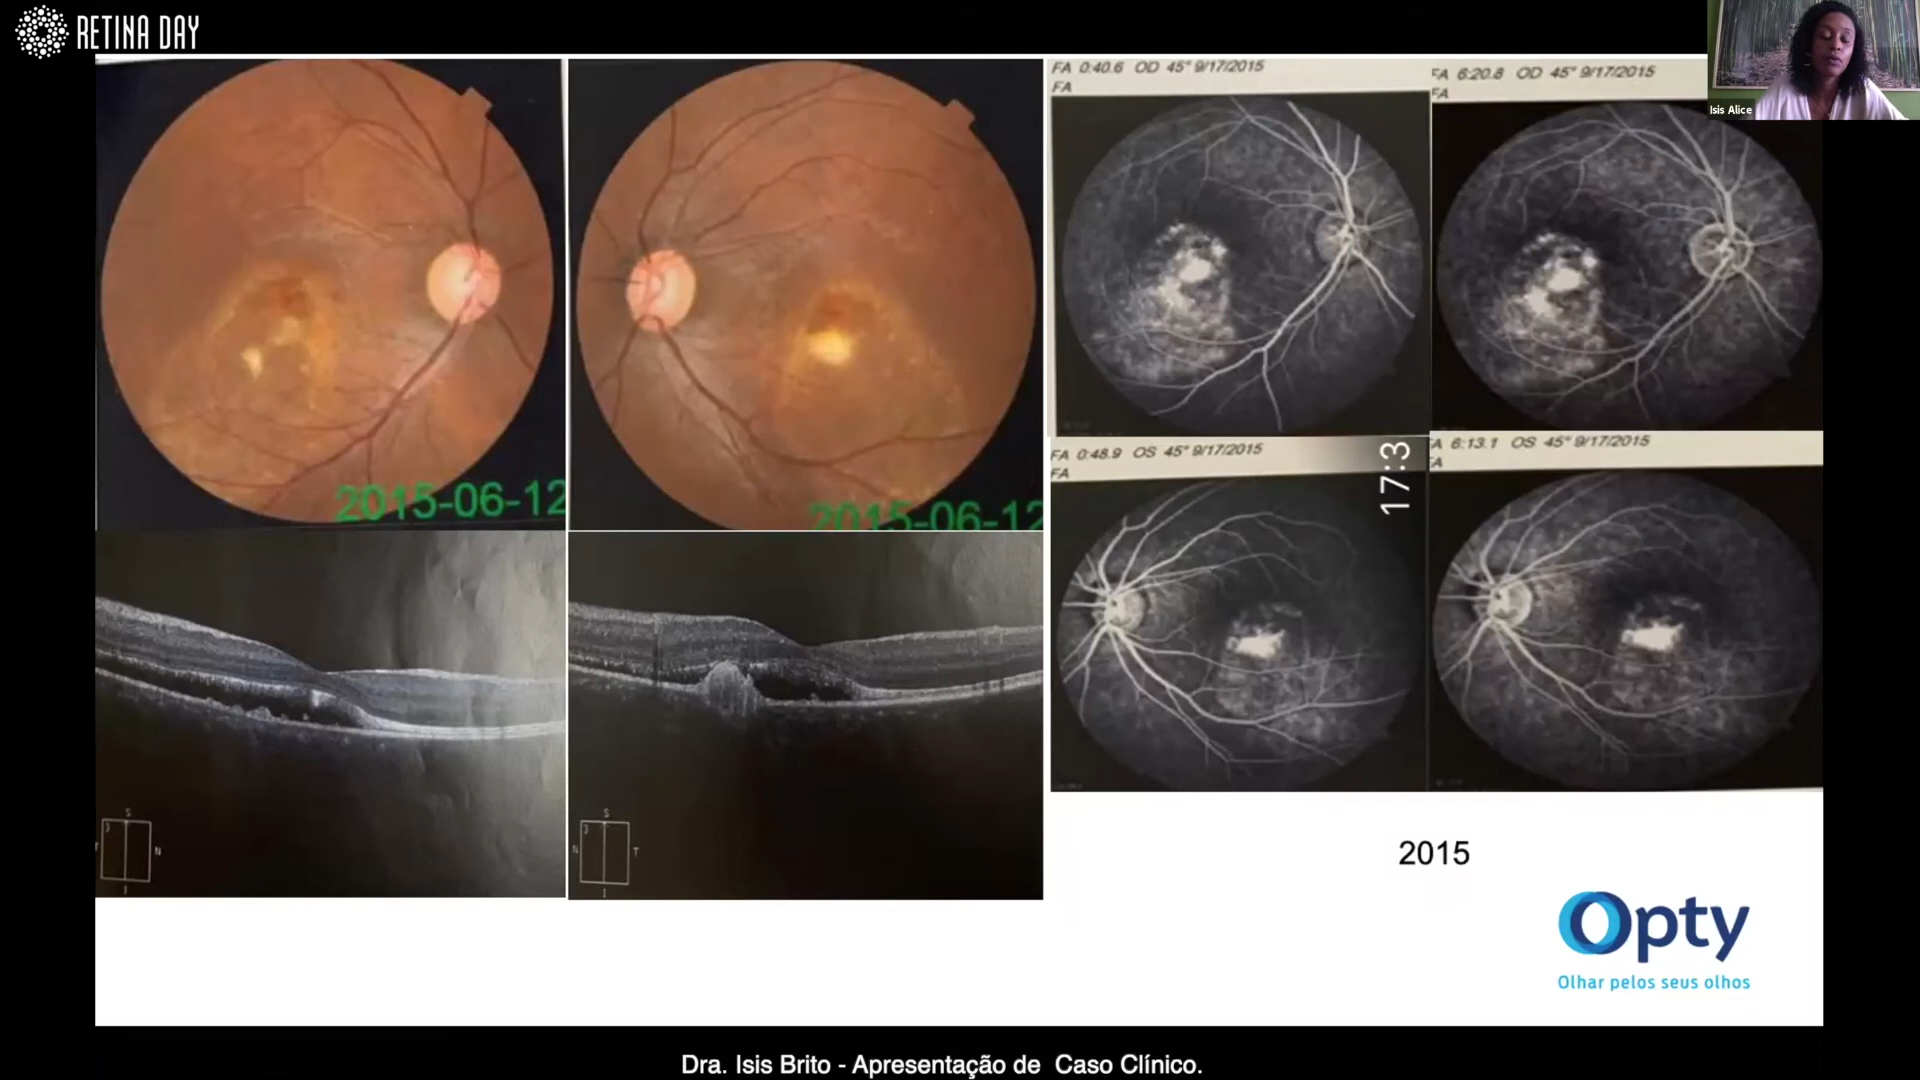 RETINA DAY
Isis Alice
2015-06-12
2015-06-12
FA 0:40.6 OD 45° 9/17/2015
FA
FA 6:20.8 OD 45° 9/17/2015
FA
FA 0:48.9 OS 45° 9/17/2015
FA
17:3
A 6:13.1 OS 45° 9/17/2015
FA
S
3
N
I
S
3
N
T
I
2015
Opty
Olhar pelos seus olhos
Dra. Isis Brito - Apresentação de Caso Clínico.